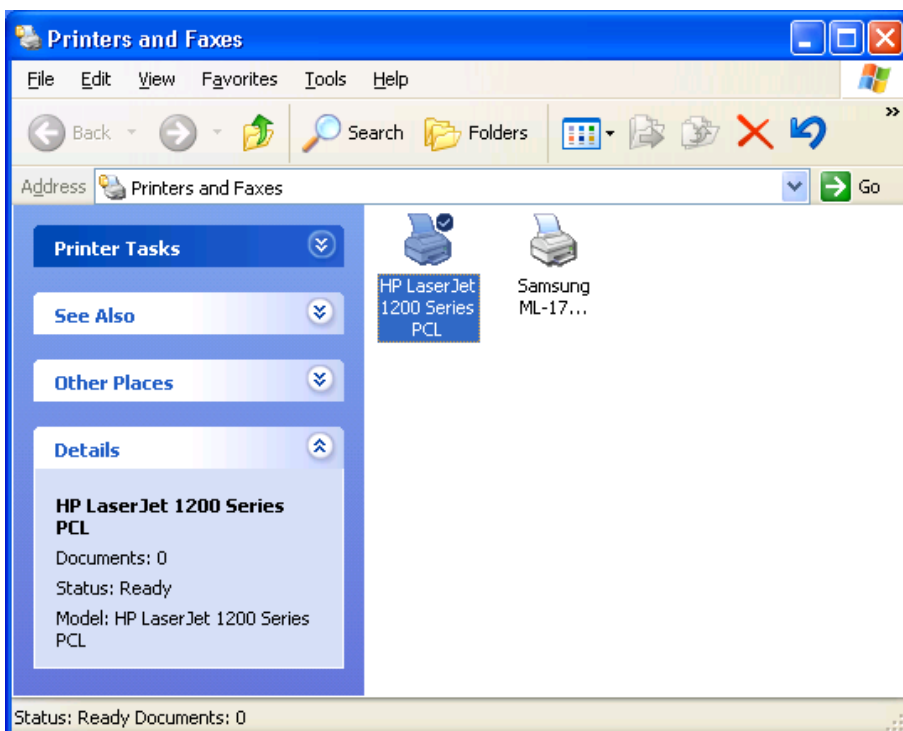 Printers and Faxes
File Edit View Favorites Tools Help
Back Search Folders »
Address Printers and Faxes Go
Printer Tasks
See Also
Other Places
Details
HP LaserJet 1200 Series
PCL
Documents: 0
Status: Ready
Model: HP LaserJet 1200 Series
PCL
HP LaserJet
1200 Series
PCL
Samsung
ML-17...
Status: Ready Documents: 0